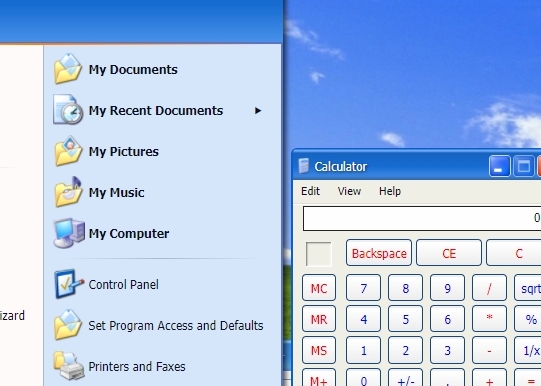 My Documents
My Recent Documents
My Pictures
My Music
My Computer
Control Panel
izard
Set Program Access and Defaults
Printers and Faxes
Calculator
Edit View Help
0
Backspace CE C
MC 7 8 9 / sqrt
MR 4 5 6 * %
MS 1 2 3 - 1/x
M+ 0 +/- , + =